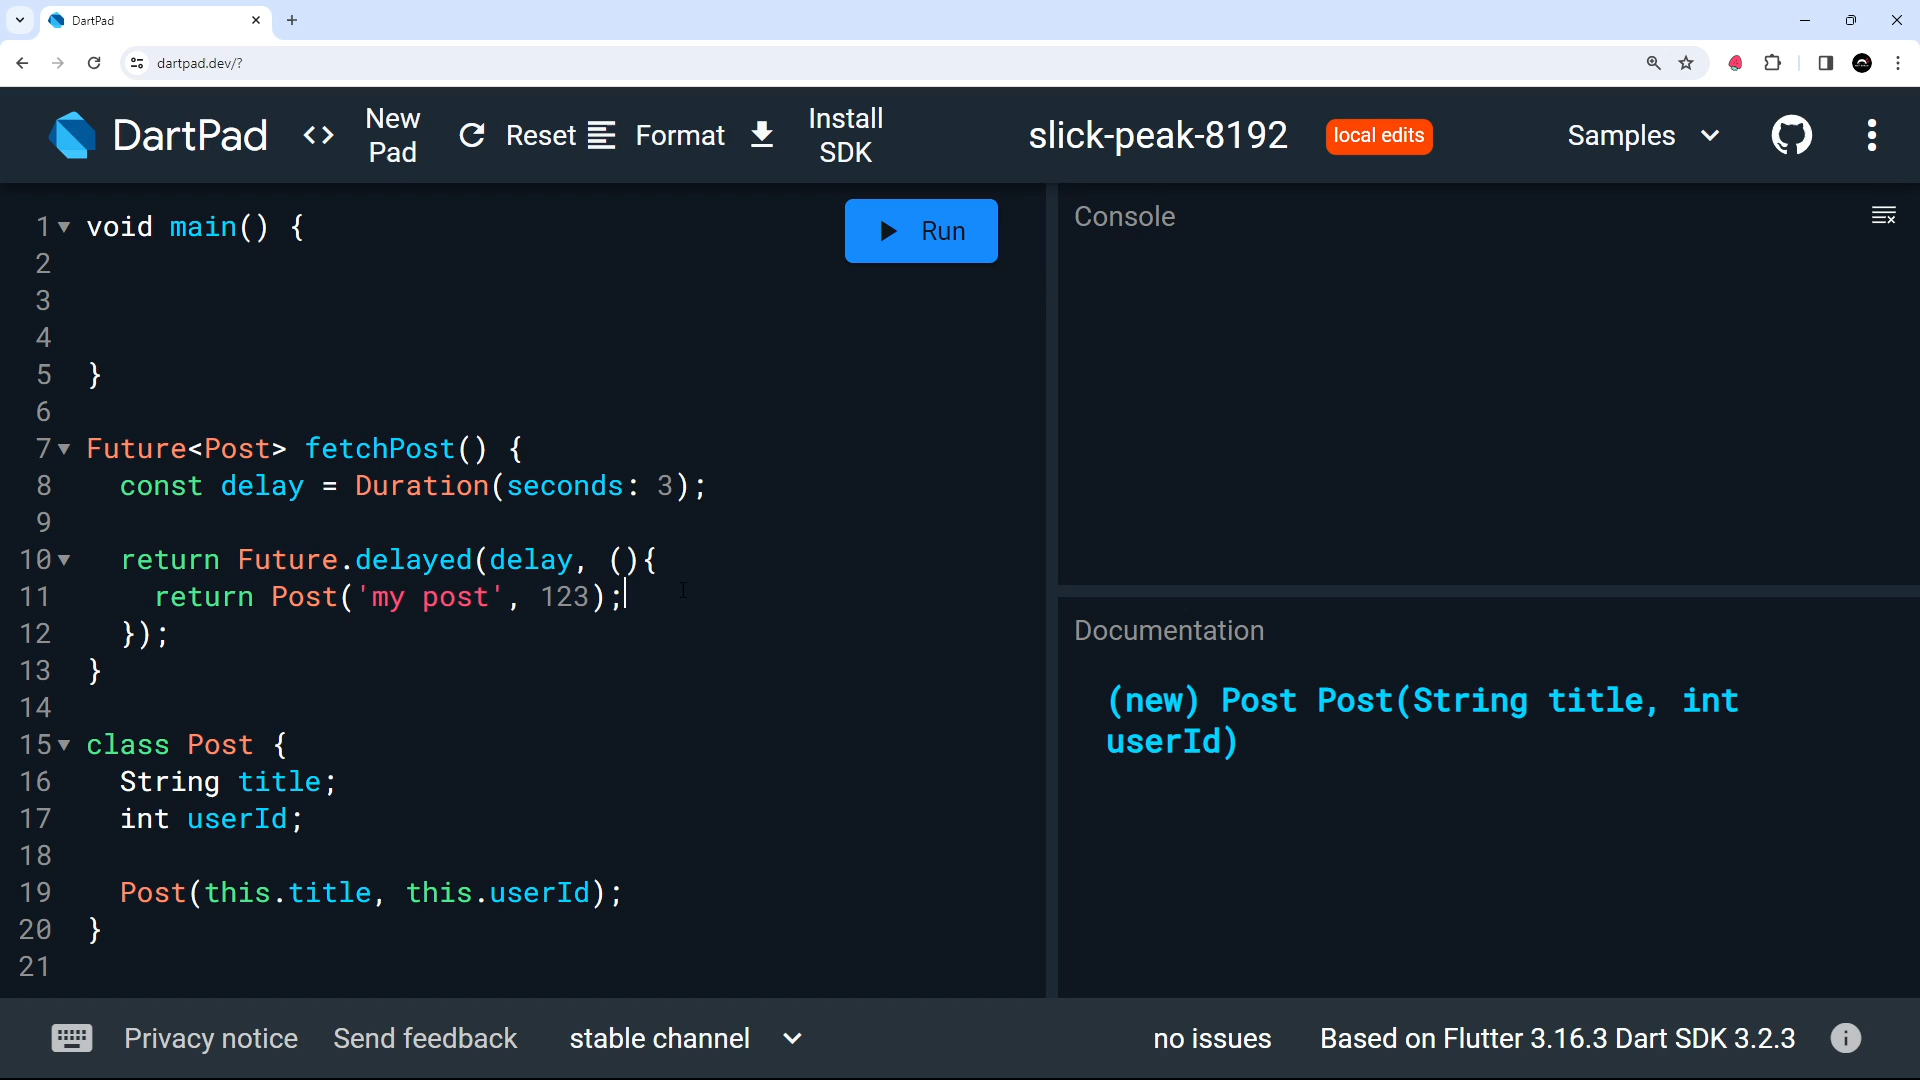 DartPad
dartpad.dev/?
DartPad
<> New Pad
Reset
Format
Install SDK
slick-peak-8192
local edits
Samples
1 void main() {
2
3
4
5 }
6
7 Future<Post> fetchPost() {
8 const delay = Duration(seconds: 3);
9
10 return Future.delayed(delay, (){
11 return Post('my post', 123);
12 });
13 }
14
15 class Post {
16 String title;
17 int userId;
18
19 Post(this.title, this.userId);
20 }
21
Run
Console
Documentation
(new) Post Post(String title, int
userId)
Privacy notice
Send feedback
stable channel
no issues
Based on Flutter 3.16.3 Dart SDK 3.2.3